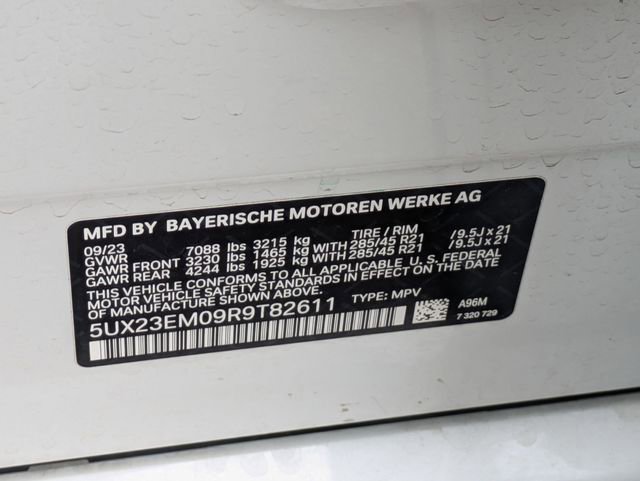 MFD BY BAYERISCHE MOTOREN WERKE AG
09/23 TIRE / RIM
GVWR 7088 lbs 3215 kg
GAWR FRONT 3230 lbs 1465 kg WITH 285/45 R21 /9.5J x 21
GAWR REAR 4244 lbs 1925 kg WITH 285/45 R21 /9.5J x 21
THIS VEHICLE CONFORMS TO ALL APPLICABLE U. S. FEDERAL
MOTOR VEHICLE SAFETY STANDARDS IN EFFECT ON THE
DATE OF MANUFACTURE SHOWN ABOVE.
5UX23EM09R9T82611 TYPE: MPV
A96M
7 320 729